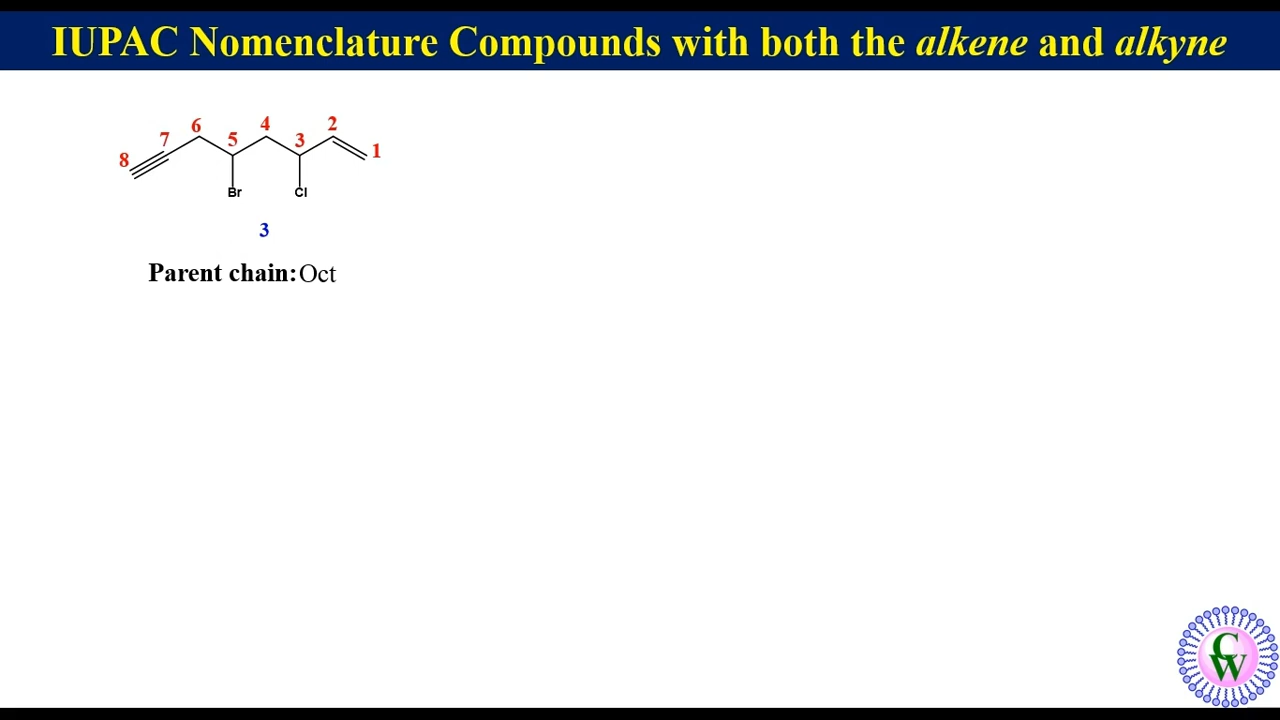 IUPAC Nomenclature Compounds with both the alkene and alkyne
8 7 6 5 4 3 2 1
Br Cl
3
Parent chain: Oct
CW